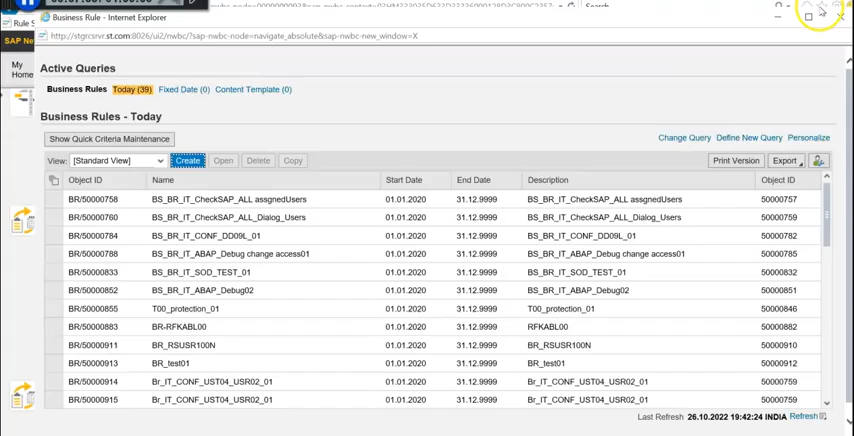 Business Rule - Internet Explorer
Search
Rule S
http://stgrcsrvr.st.com:8026/ui2/nwbc/?sap-nwbc-node=navigate_absolute&sap-nwbc-new_window=X
SAP Net
My
Home
Active Queries
Business Rules Today (39) Fixed Date (0) Content Template (0)
Business Rules - Today
Show Quick Criteria Maintenance
Change Query Define New Query Personalize
View: [Standard View] Create Open Delete Copy Print Version Export
Object ID Name Start Date End Date Description Object ID
BR/50000758 BS_BR_IT_CheckSAP_ALL assgnedUsers 01.01.2020 31.12.9999 BS_BR_IT_CheckSAP_ALL assgnedUsers 50000757
BR/50000760 BS_BR_IT_CheckSAP_ALL_Dialog_Users 01.01.2020 31.12.9999 BS_BR_IT_CheckSAP_ALL_Dialog_Users 50000759
BR/50000784 BS_BR_IT_CONF_DD09L_01 01.01.2020 31.12.9999 BS_BR_IT_CONF_DD09L_01 50000782
BR/50000788 BS_BR_IT_ABAP_Debug change access01 01.01.2020 31.12.9999 BS_BR_IT_ABAP_Debug change access01 50000785
BR/50000833 BS_BR_IT_SOD_TEST_01 01.01.2020 31.12.9999 BS_BR_IT_SOD_TEST_01 50000832
BR/50000852 BS_BR_IT_ABAP_Debug02 01.01.2020 31.12.9999 BS_BR_IT_ABAP_Debug02 50000851
BR/50000855 T00_protection_01 01.01.2020 31.12.9999 T00_protection_01 50000846
BR/50000883 BR-RFKABL00 01.01.2020 31.12.9999 RFKABL00 50000882
BR/50000911 BR_RSUSR100N 01.01.2020 31.12.9999 BR_RSUSR100N 50000910
BR/50000913 BR_test01 01.01.2020 31.12.9999 BR_test01 50000912
BR/50000914 Br_IT_CONF_UST04_USR02_01 01.01.2020 31.12.9999 Br_IT_CONF_UST04_USR02_01 50000759
BR/50000915 Br_IT_CONF_UST04_USR02_01 01.01.2020 31.12.9999 Br_IT_CONF_UST04_USR02_01 50000759
Last Refresh 26.10.2022 19:42:24 INDIA Refresh